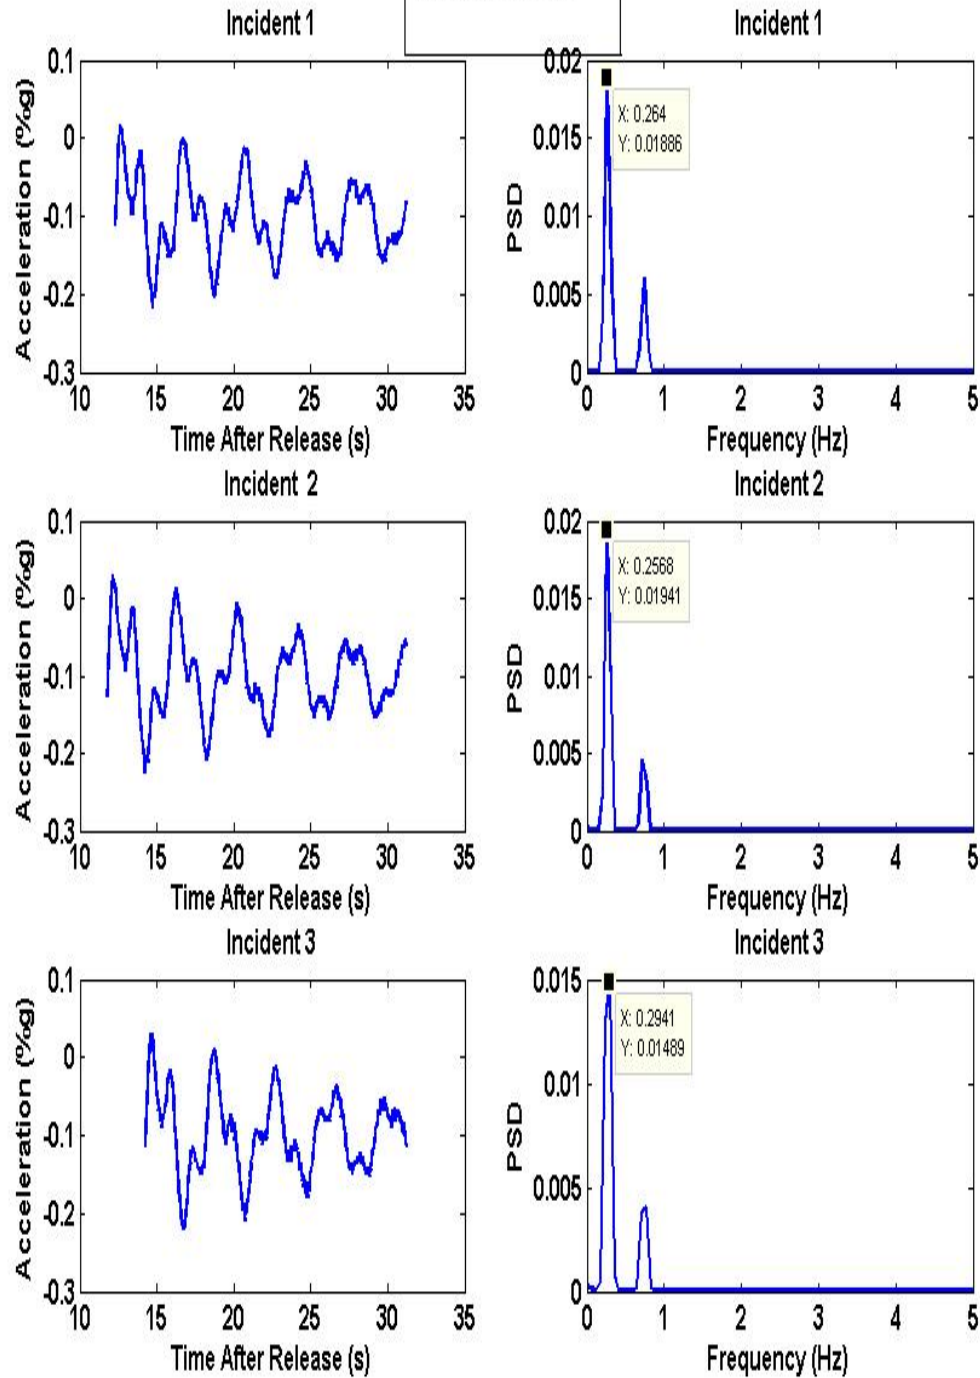 Incident 1
Incident 1
0.1
0
-0.1
-0.2
-0.3
Acceleration (%g)
10 15 20 25 30 35
Time After Release (s)
0.02
0.015
0.01
0.005
0
PSD
X: 0.264
Y: 0.01886
0 1 2 3 4 5
Frequency (Hz)
Incident 2
Incident 2
0.1
0
-0.1
-0.2
-0.3
Acceleration (%g)
10 15 20 25 30 35
Time After Release (s)
0.02
0.015
0.01
0.005
0
PSD
X: 0.2568
Y: 0.01941
0 1 2 3 4 5
Frequency (Hz)
Incident 3
Incident 3
0.1
0
-0.1
-0.2
-0.3
Acceleration (%g)
10 15 20 25 30 35
Time After Release (s)
0.015
0.01
0.005
0
PSD
X: 0.2941
Y: 0.01489
0 1 2 3 4 5
Frequency (Hz)